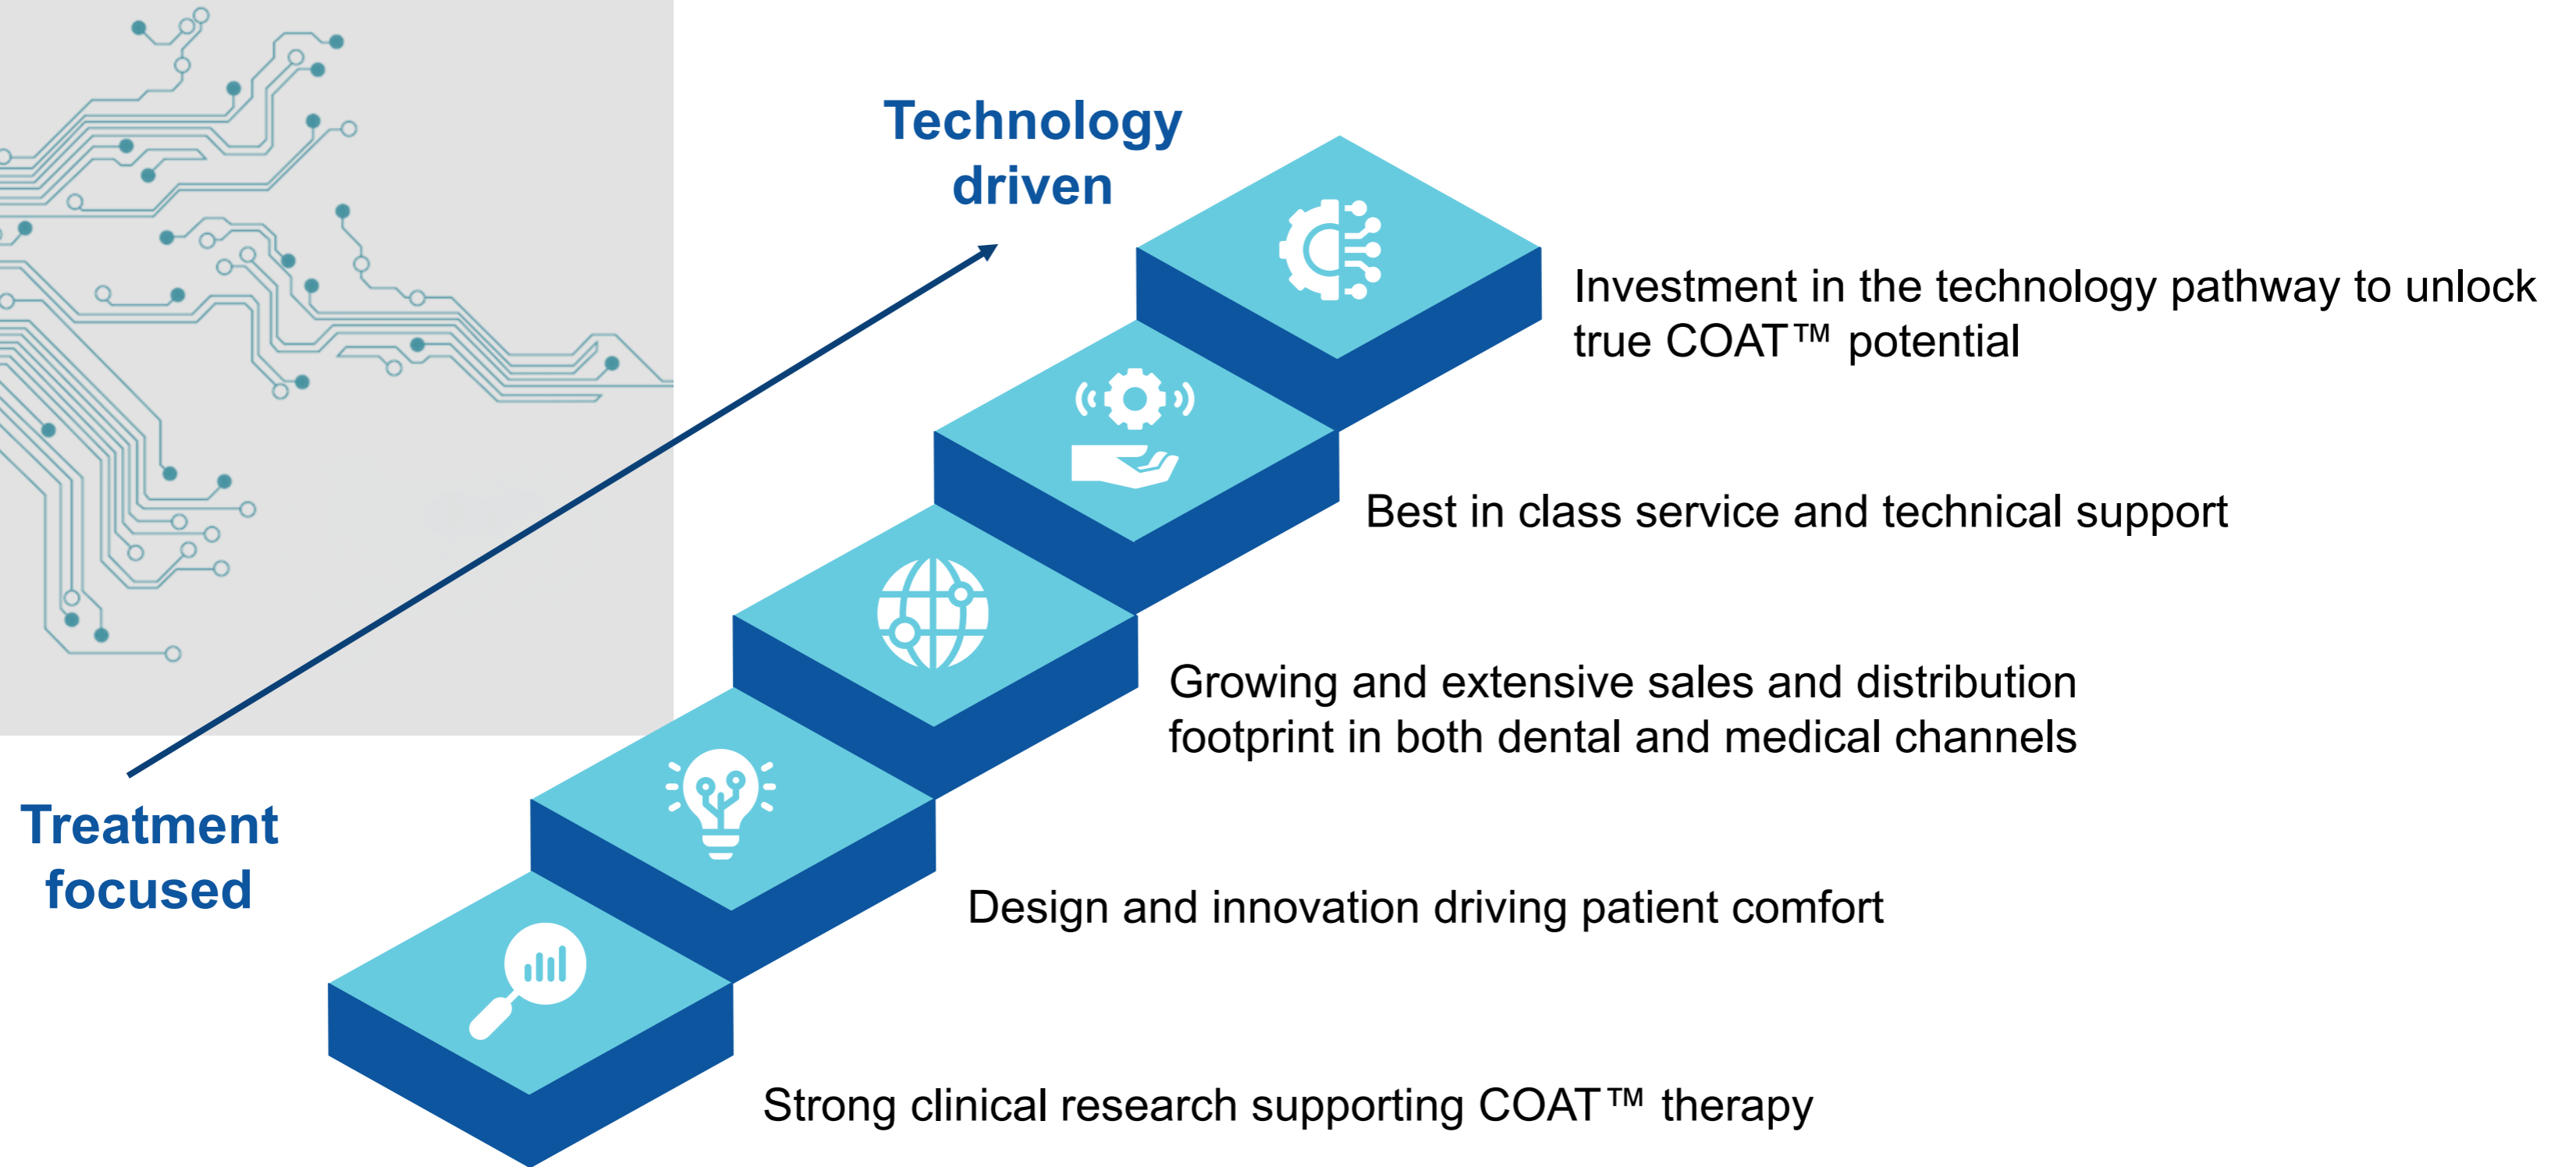 Technology
driven
Investment in the technology pathway to unlock
true COAT™ potential
Best in class service and technical support
Growing and extensive sales and distribution
footprint in both dental and medical channels
Treatment
focused
Design and innovation driving patient comfort
Strong clinical research supporting COAT™ therapy